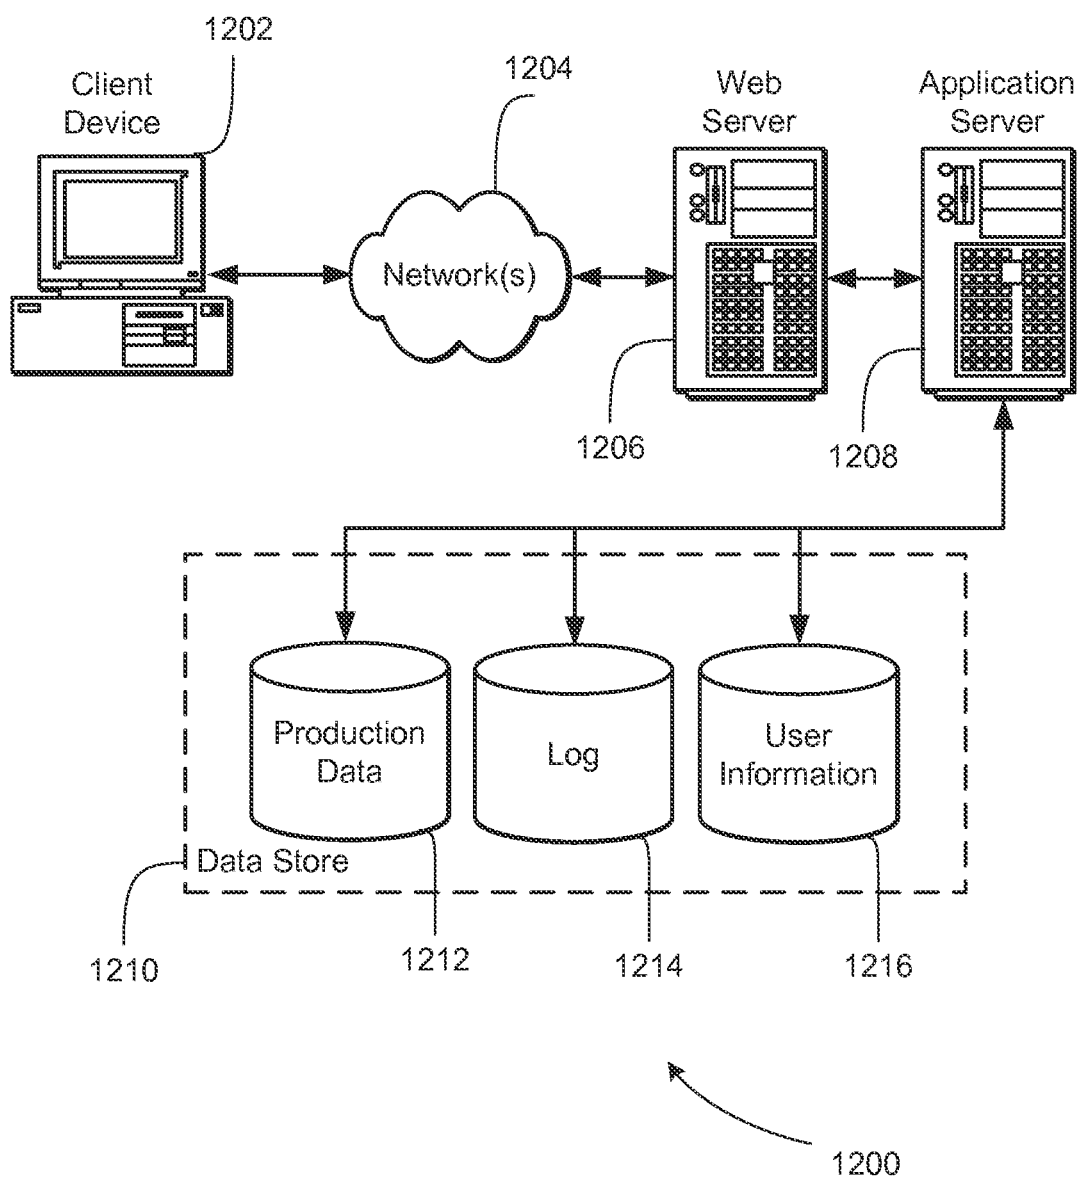 1202
1204
Client
Device
Web
Server
Application
Server
Network(s)
1206
1208
Production
Data
Log
User
Information
Data Store
1210
1212
1214
1216
1200